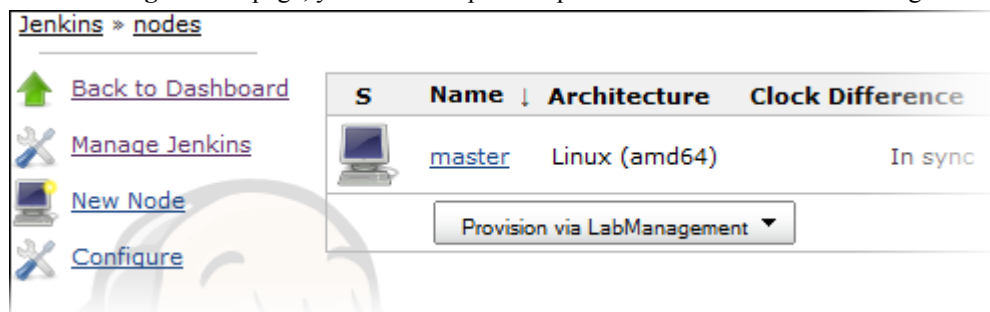 Jenkins » nodes
Back to Dashboard
Manage Jenkins
New Node
Configure
S Name ↓ Architecture Clock Difference
master Linux (amd64) In sync
Provision via LabManagement